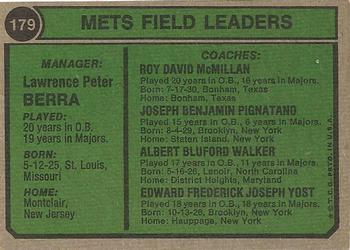 179
METS FIELD LEADERS
MANAGER:
Lawrence Peter
BERRA
PLAYED:
20 years in O.B.
19 years in Majors.
BORN:
5-12-25, St. Louis,
Missouri
HOME:
Montclair,
New Jersey
COACHES:
ROY DAVID McMILLAN
Played 20 years in O.B., 16 years in Majors.
Born: 7-17-30, Bonham, Texas
Home: Bonham, Texas
JOSEPH BENJAMIN PIGNATANO
Played 15 years in O.B., 6 years in Majors.
Born: 8-4-29, Brooklyn, New York
Home: Staten Island, New York
ALBERT BLUFORD WALKER
Played 17 years in O.B., 11 years in Majors.
Born: 5-16-26, Lenoir, North Carolina
Home: District Heights, Maryland
EDWARD FREDERICK JOSEPH YOST
Played 18 years in O.B., 18 years in Majors.
Born: 10-13-26, Brooklyn, New York
Home: Hauppage, New York
© T.C.G. PRTD. IN U.S.A.